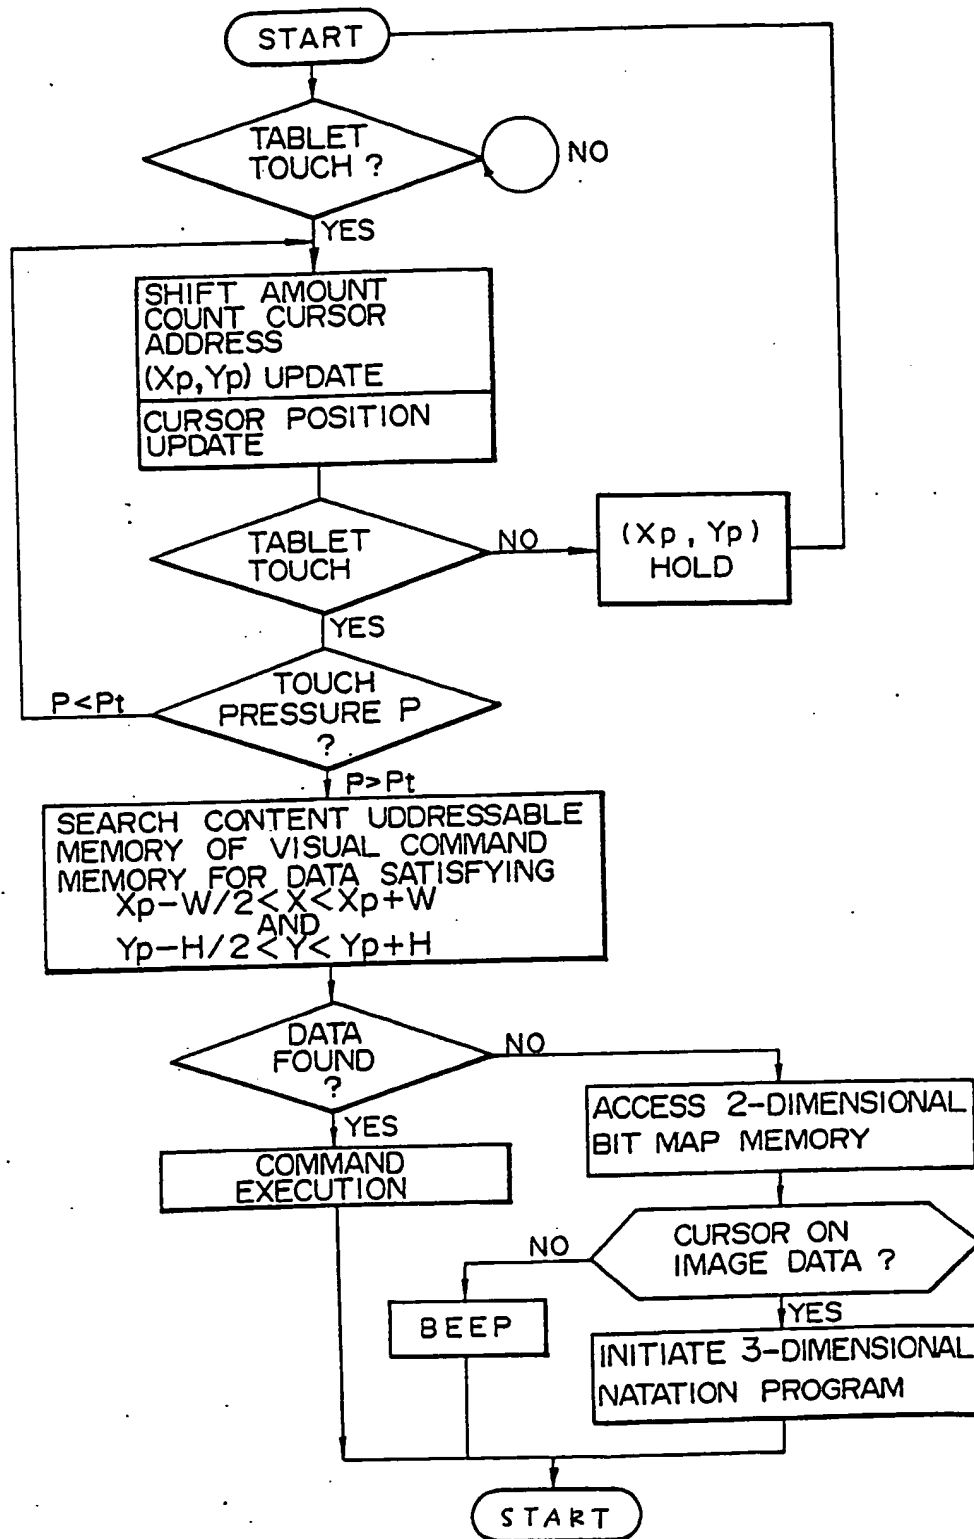 START
TABLET
TOUCH ?
NO
YES
SHIFT AMOUNT
COUNT CURSOR
ADDRESS
(Xp,Yp) UPDATE
CURSOR POSITION
UPDATE
TABLET
TOUCH
NO
(Xp , Yp)
HOLD
YES
TOUCH
PRESSURE P
?
P<Pt
P>Pt
SEARCH CONTENT UDDRESSABLE
MEMORY OF VISUAL COMMAND
MEMORY FOR DATA SATISFYING
Xp-W/2<X<Xp+W
AND
Yp-H/2<Y<Yp+H
DATA
FOUND
?
NO
YES
COMMAND
EXECUTION
ACCESS 2-DIMENSIONAL
BIT MAP MEMORY
CURSOR ON
IMAGE DATA ?
NO
YES
BEEP
INITIATE 3-DIMENSIONAL
NATATION PROGRAM
START